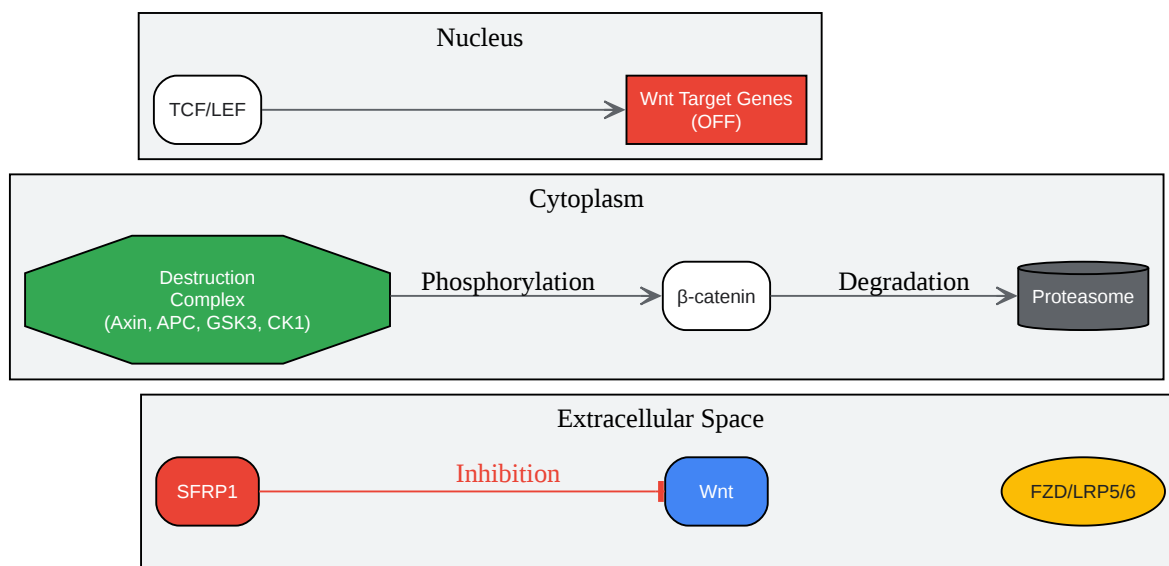 Nucleus
TCF/LEF
Wnt Target Genes
(OFF)
Cytoplasm
Destruction
Complex
(Axin, APC, GSK3, CK1)
Phosphorylation
β-catenin
Degradation
Proteasome
Extracellular Space
SFRP1
Inhibition
Wnt
FZD/LRP5/6